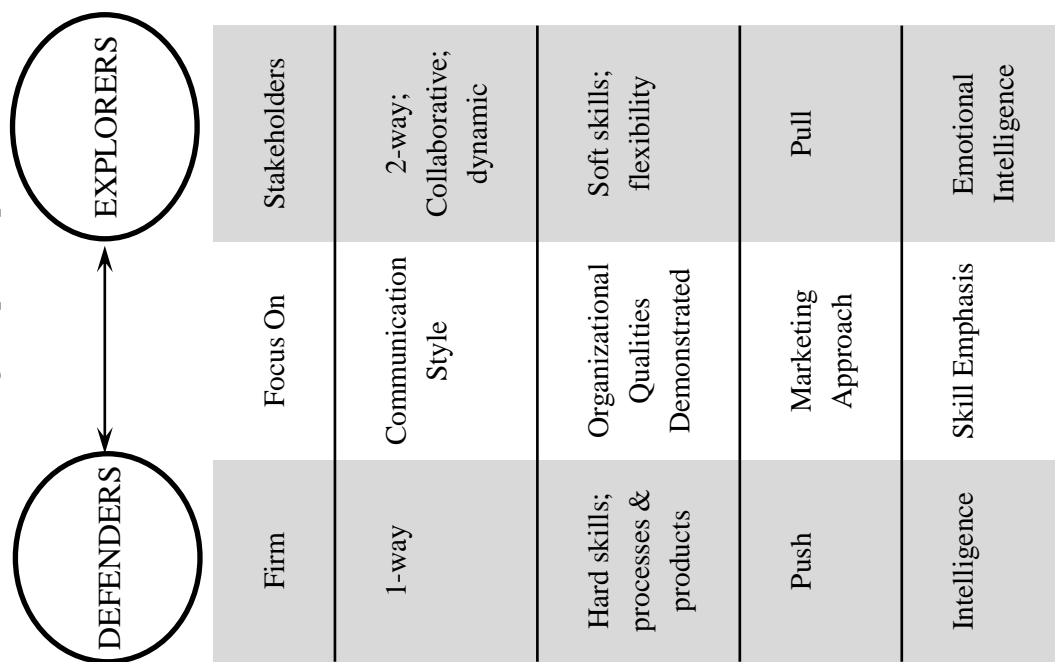 DEFENDERS
EXPLORERS
Firm
Focus On
Stakeholders
1-way
Communication
Style
2-way;
Collaborative;
dynamic
Hard skills;
processes &
products
Organizational
Qualities
Demonstrated
Soft skills;
flexibility
Push
Marketing
Approach
Pull
Intelligence
Skill Emphasis
Emotional
Intelligence